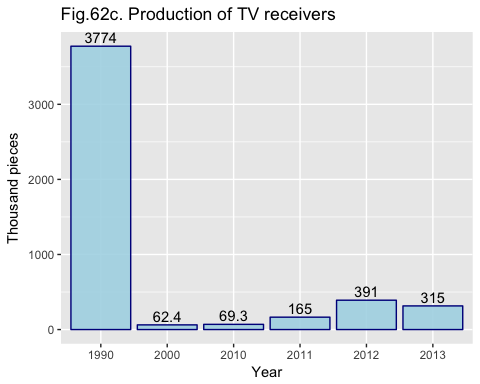 Fig.62c. Production of TV receivers
3774
62.4
69.3
165
391
315
3000
2000
1000
0
Thousand pieces
1990 2000 2010 2011 2012 2013
Year